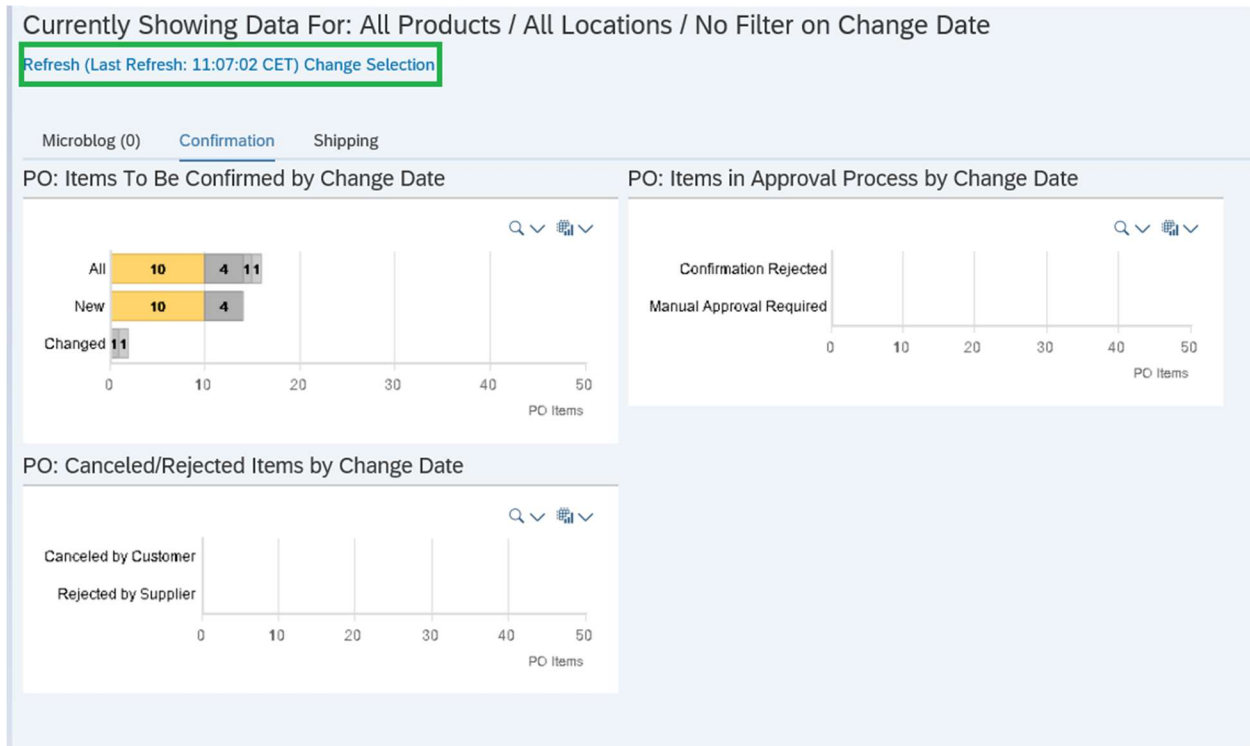 Currently Showing Data For: All Products / All Locations / No Filter on Change Date
Refresh (Last Refresh: 11:07:02 CET) Change Selection
Microblog (0) Confirmation Shipping
PO: Items To Be Confirmed by Change Date
All 10 4 1 1
New 10 4
Changed 1 1
0 10 20 30 40 50
PO Items
PO: Items in Approval Process by Change Date
Confirmation Rejected
Manual Approval Required
0 10 20 30 40 50
PO Items
PO: Canceled/Rejected Items by Change Date
Canceled by Customer
Rejected by Supplier
0 10 20 30 40 50
PO Items